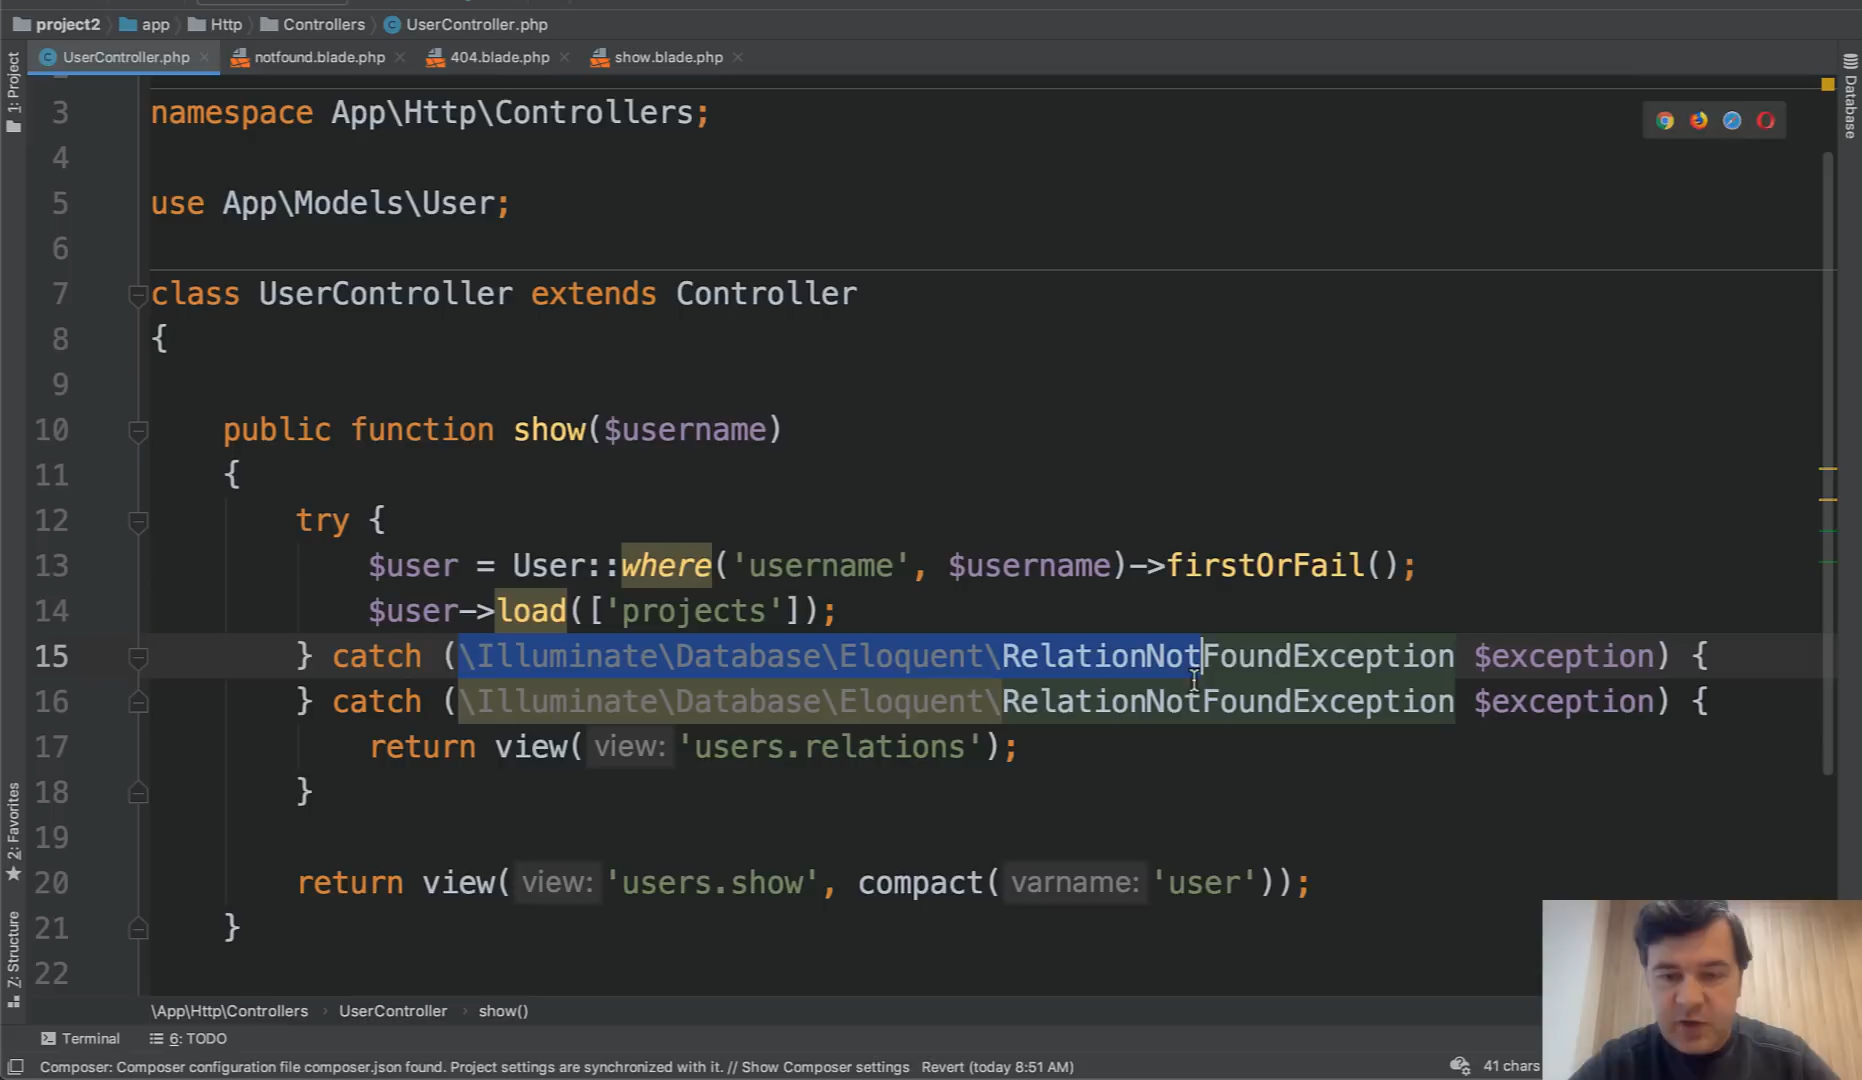 project2 app Http Controllers UserController.php
UserController.php notfound.blade.php 404.blade.php show.blade.php
1: Project
Database
3 namespace App\Http\Controllers;
4
5 use App\Models\User;
6
7 class UserController extends Controller
8 {
9
10 public function show($username)
11 {
12 try {
13 $user = User::where('username', $username)->firstOrFail();
14 $user->load(['projects']);
15 } catch (\Illuminate\Database\Eloquent\RelationNotFoundException $exception) {
16 } catch (\Illuminate\Database\Eloquent\RelationNotFoundException $exception) {
17 return view( view: 'users.relations');
18 }
19
20 return view( view: 'users.show', compact( varname: 'user'));
21 }
22
2: Favorites
Z: Structure
\App\Http\Controllers › UserController › show()
Terminal 6: TODO
Composer: Composer configuration file composer.json found. Project settings are synchronized with it. // Show Composer settings Revert (today 8:51 AM) 41 chars